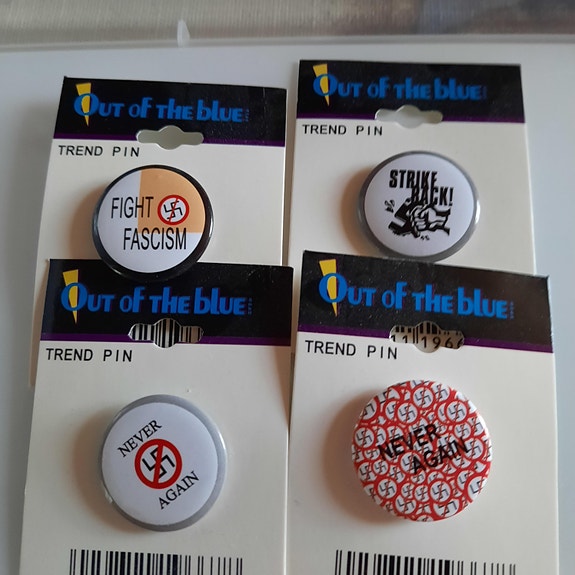 OUT OF THE BLUE
TREND PIN
FIGHT
FASCISM
OUT OF THE BLUE
TREND PIN
STRIKE
BACK!
OUT OF THE BLUE
TREND PIN
NEVER
AGAIN
OUT OF THE BLUE
11966
TREND PIN
NEVER
AGAIN